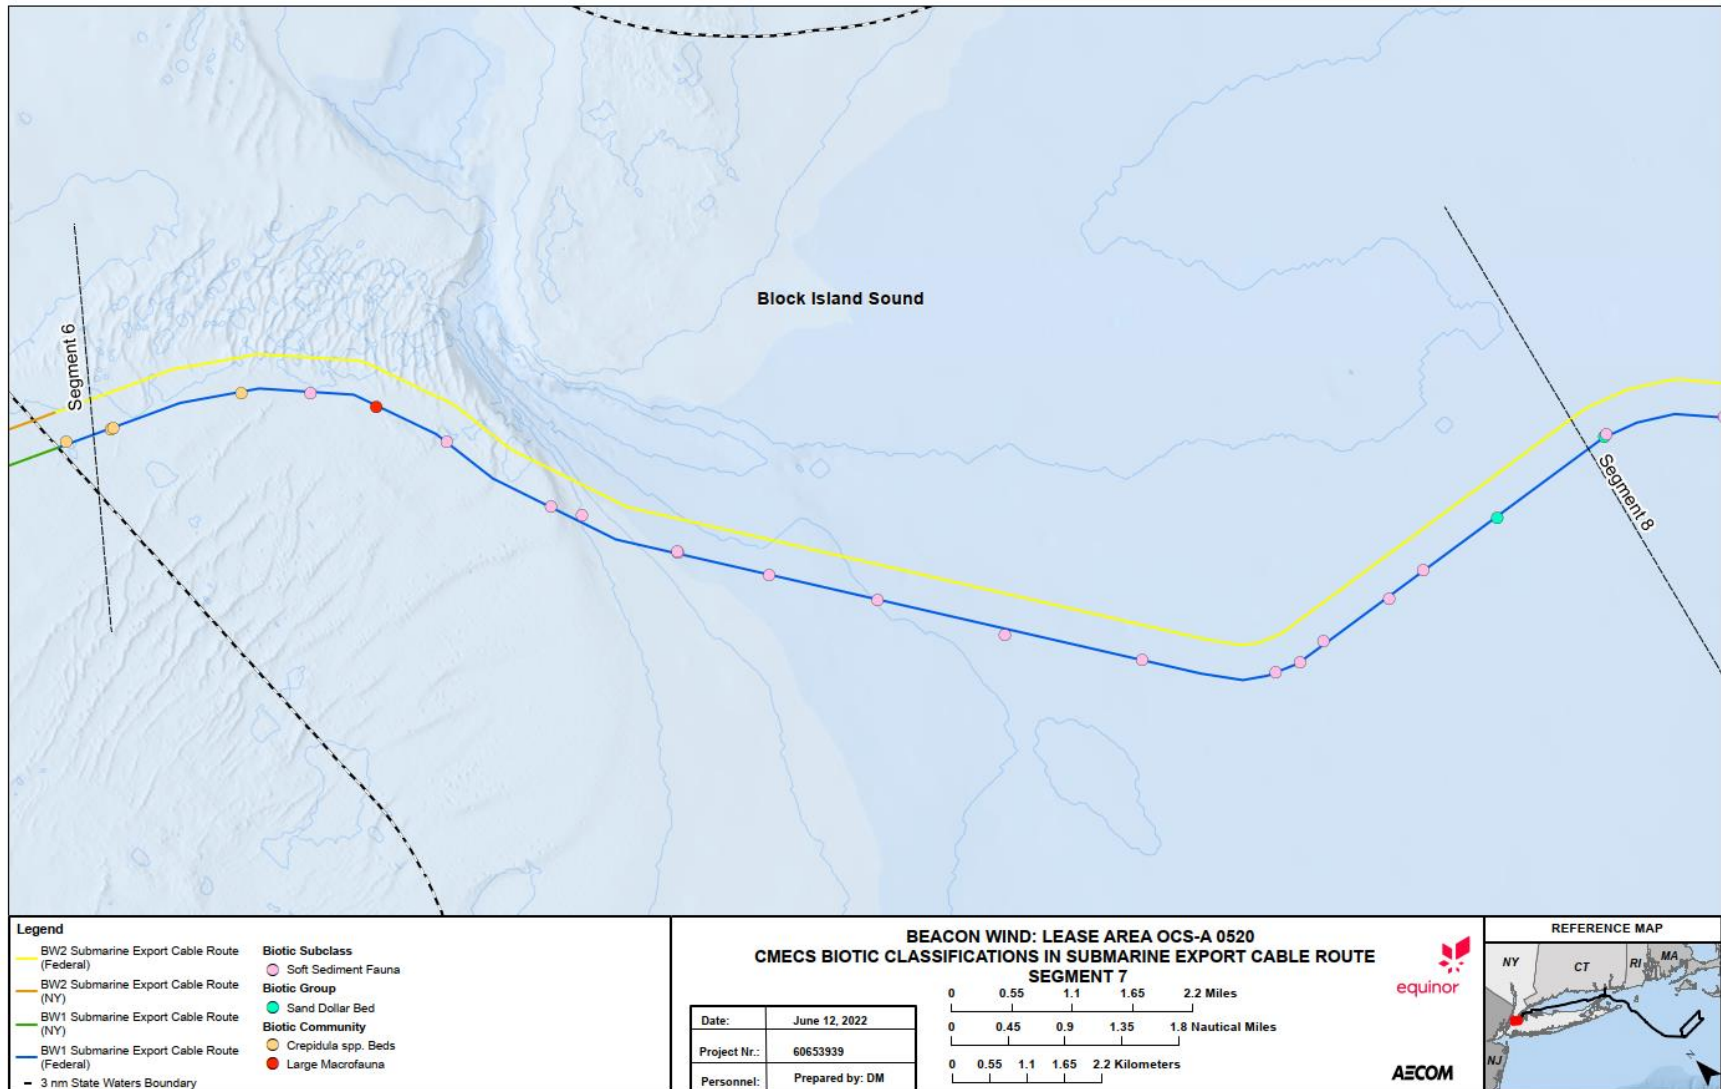 Block Island Sound
Segment 6
Segment 8
Legend
BW2 Submarine Export Cable Route
(Federal)
BW2 Submarine Export Cable Route
(NY)
BW1 Submarine Export Cable Route
(NY)
BW1 Submarine Export Cable Route
(Federal)
3 nm State Waters Boundary
Biotic Subclass
Soft Sediment Fauna
Biotic Group
Sand Dollar Bed
Biotic Community
Crepidula spp. Beds
Large Macrofauna
BEACON WIND: LEASE AREA OCS-A 0520
CMECS BIOTIC CLASSIFICATIONS IN SUBMARINE EXPORT CABLE ROUTE
SEGMENT 7
Date: June 12, 2022
Project Nr.: 60653939
Personnel: Prepared by: DM
0 0.55 1.1 1.65 2.2 Miles
0 0.45 0.9 1.35 1.8 Nautical Miles
0 0.55 1.1 1.65 2.2 Kilometers
equinor
AECOM
REFERENCE MAP
NY
CT
RI
MA
NJ
N